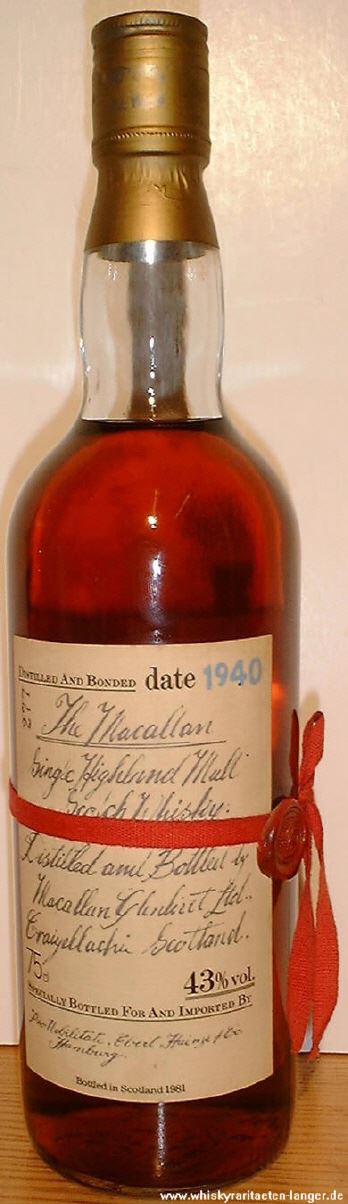 DISTILLED AND BONDED date 1940
The Macallan
Single Highland Malt
Scotch Whisky.
Distilled and Bottled by
Macallan Glenlivet Ltd.,
Craigellachie Scotland.
75cl
43% vol.
SPECIALLY BOTTLED FOR AND IMPORTED BY
Hamburg.
Bottled in Scotland 1981
www.whiskyraritaeten-langer.de